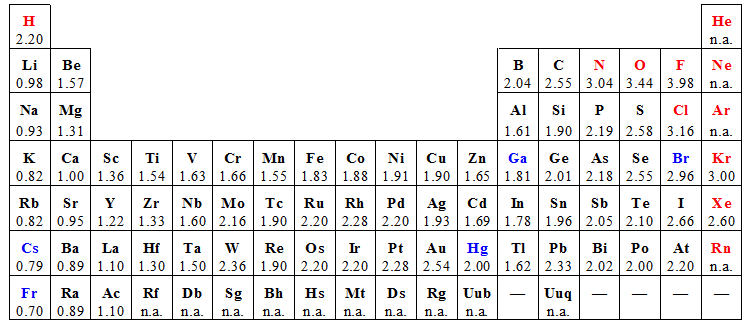 H He
2.20 n.a.
Li Be B C N O F Ne
0.98 1.57 2.04 2.55 3.04 3.44 3.98 n.a.
Na Mg Al Si P S Cl Ar
0.93 1.31 1.61 1.90 2.19 2.58 3.16 n.a.
K Ca Sc Ti V Cr Mn Fe Co Ni Cu Zn Ga Ge As Se Br Kr
0.82 1.00 1.36 1.54 1.63 1.66 1.55 1.83 1.88 1.91 1.90 1.65 1.81 2.01 2.18 2.55 2.96 3.00
Rb Sr Y Zr Nb Mo Tc Ru Rh Pd Ag Cd In Sn Sb Te I Xe
0.82 0.95 1.22 1.33 1.60 2.16 1.90 2.20 2.28 2.20 1.93 1.69 1.78 1.96 2.05 2.10 2.66 2.60
Cs Ba La Hf Ta W Re Os Ir Pt Au Hg Tl Pb Bi Po At Rn
0.79 0.89 1.10 1.30 1.50 2.36 1.90 2.20 2.20 2.28 2.54 2.00 1.62 2.33 2.02 2.00 2.20 n.a.
Fr Ra Ac Rf Db Sg Bh Hs Mt Ds Rg Uub — Uuq — — — —
0.70 0.89 1.10 n.a. n.a. n.a. n.a. n.a. n.a. n.a. n.a. n.a. n.a.